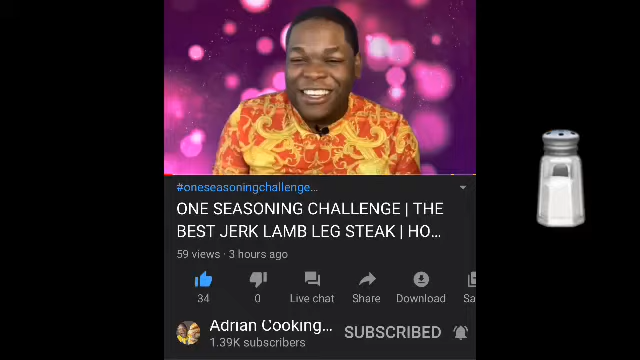 #oneseasoningchallenge...
ONE SEASONING CHALLENGE | THE
BEST JERK LAMB LEG STEAK | HO...
59 views · 3 hours ago
34
0
Live chat
Share
Download
Sa
Adrian Cooking...
SUBSCRIBED
1.39K subscribers